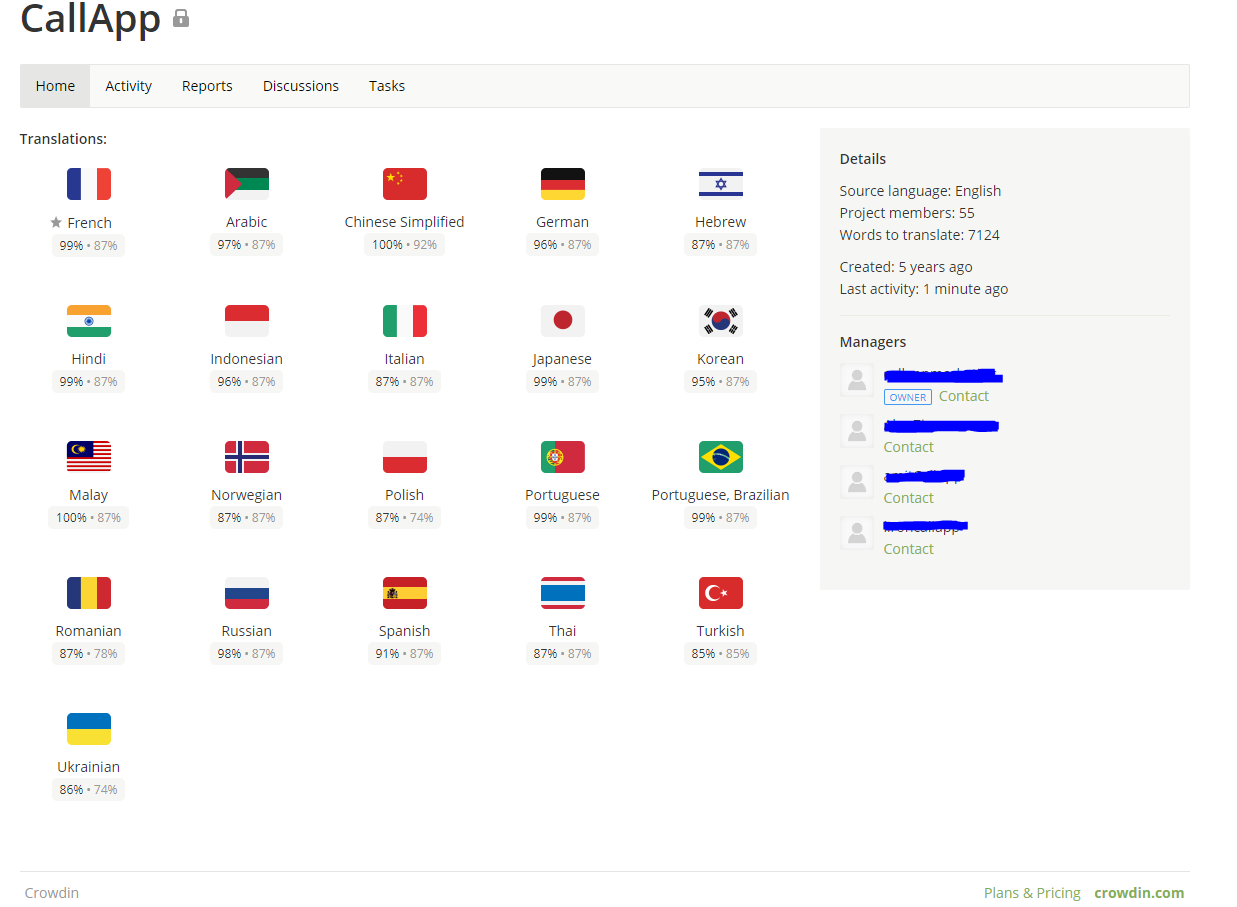 CallApp
Home Activity Reports Discussions Tasks
Translations:
French
99% • 87%
Arabic
97% • 87%
Chinese Simplified
100% • 92%
German
96% • 87%
Hebrew
87% • 87%
Hindi
99% • 87%
Indonesian
96% • 87%
Italian
87% • 87%
Japanese
99% • 87%
Korean
95% • 87%
Malay
100% • 87%
Norwegian
87% • 87%
Polish
87% • 74%
Portuguese
99% • 87%
Portuguese, Brazilian
99% • 87%
Romanian
87% • 78%
Russian
98% • 87%
Spanish
91% • 87%
Thai
87% • 87%
Turkish
85% • 85%
Ukrainian
86% • 74%
Details
Source language: English
Project members: 55
Words to translate: 7124
Created: 5 years ago
Last activity: 1 minute ago
Managers
OWNER Contact
Contact
Contact
Contact
Crowdin
Plans & Pricing crowdin.com